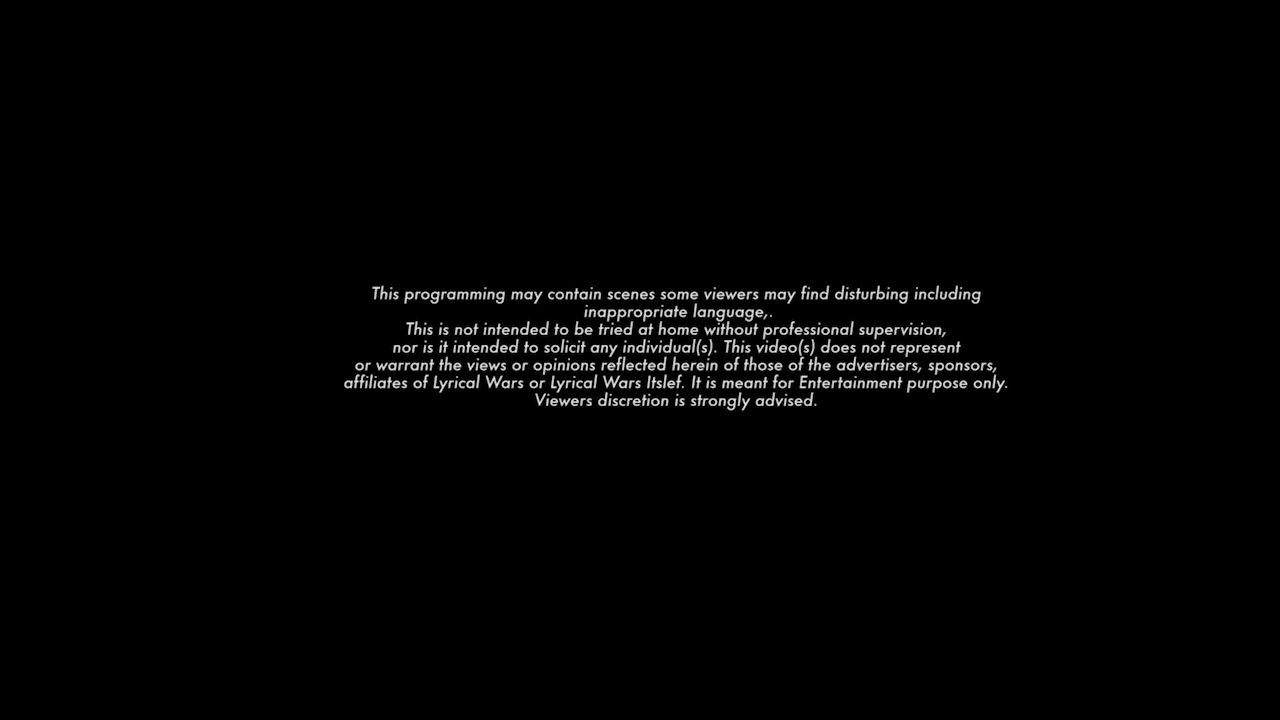 This programming may contain scenes some viewers may find disturbing including
inappropriate language,.
This is not intended to be tried at home without professional supervision,
nor is it intended to solicit any individual(s). This video(s) does not represent
or warrant the views or opinions reflected herein of those of the advertisers, sponsors,
affiliates of Lyrical Wars or Lyrical Wars Itslef. It is meant for Entertainment purpose only.
Viewers discretion is strongly advised.